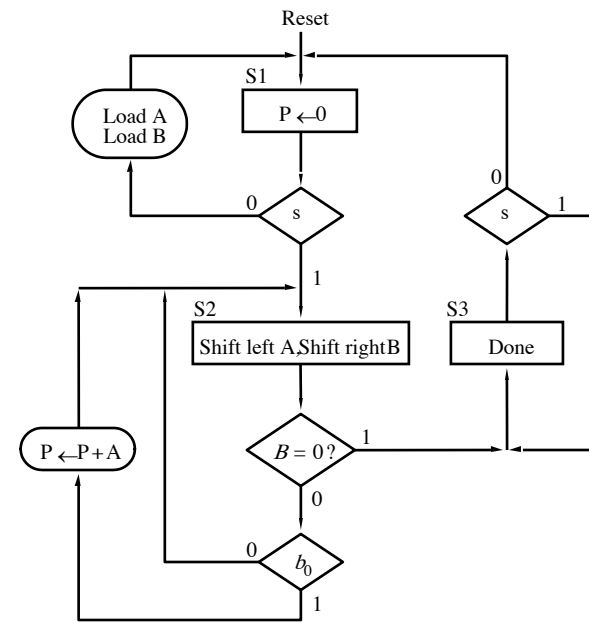 Reset
S1
Load A
Load B
P ← 0
0
s
1
0
s
1
S2
Shift left A, Shift right B
S3
Done
P ← P + A
B = 0 ?
1
0
0
b0
1